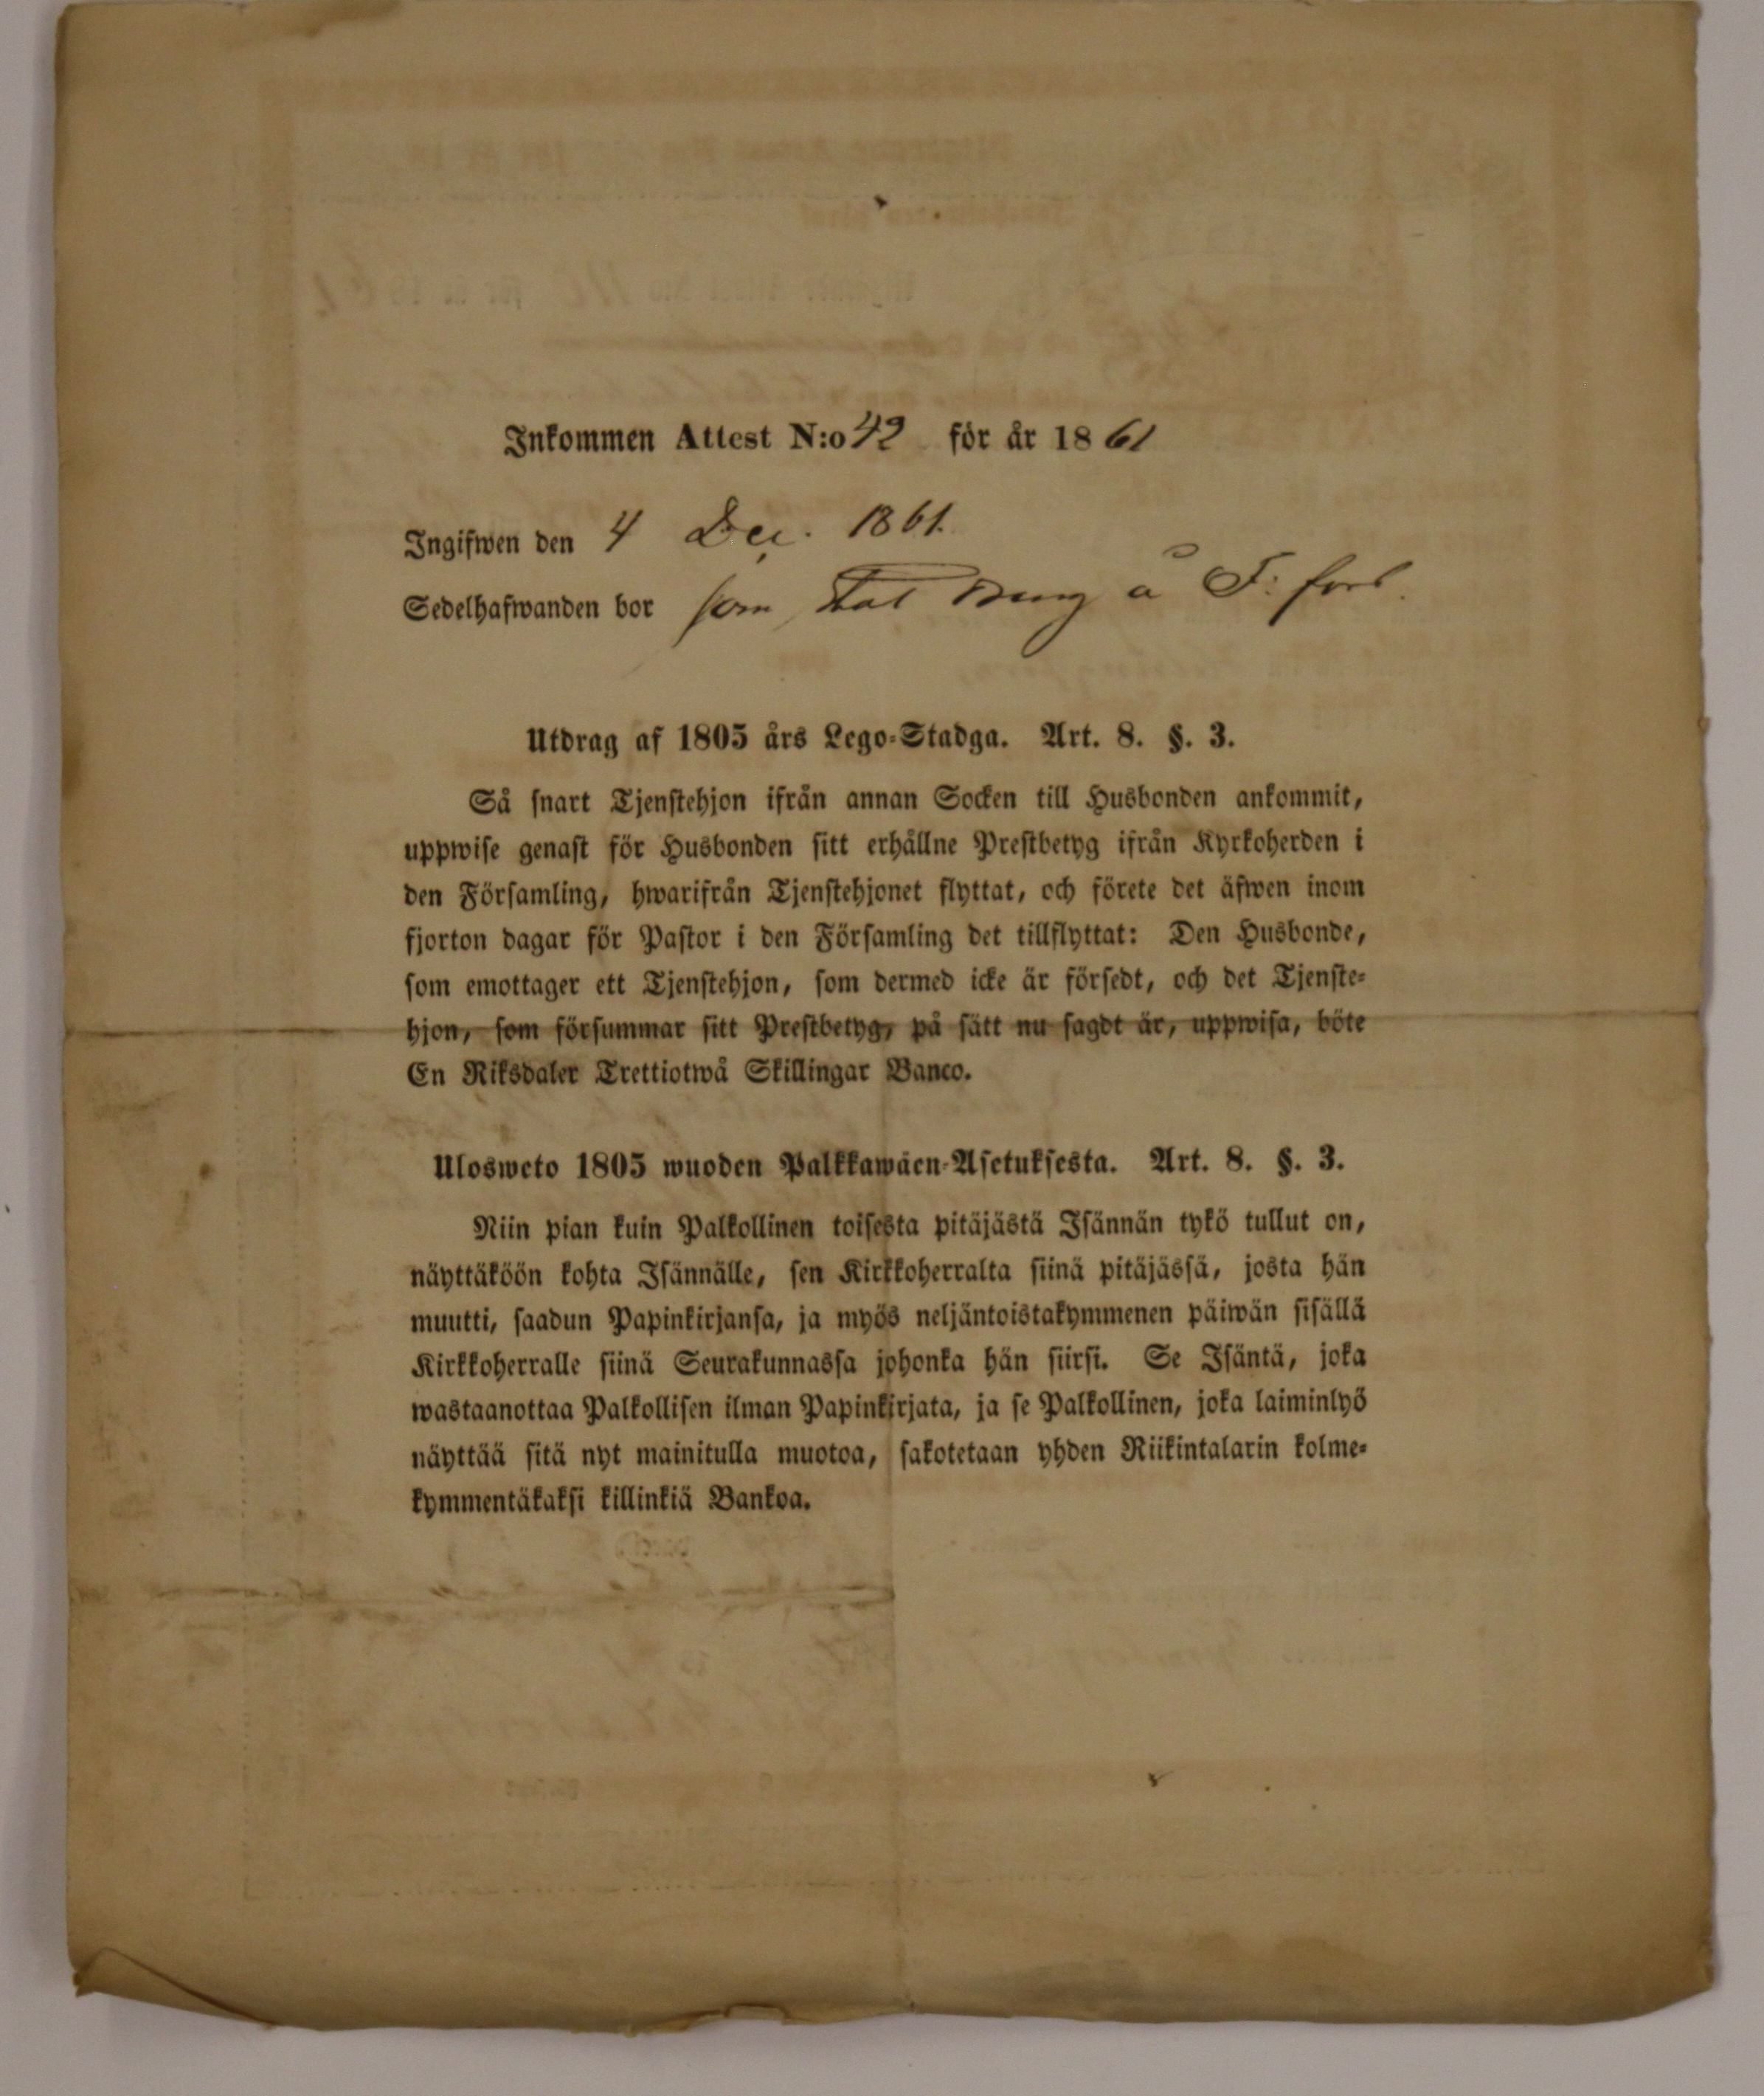 Inkommen Attest N:o 42 för år 1861
Ingifwen den 4 Dec. 1861.
Sedelhafwanden bor som å F: fors.
Utdrag af 1805 års Lego-Stadga. Art. 8. §. 3.
Så snart Tjenstehjon ifrån annan Socken till Husbonden ankommit,
uppwise genast för Husbonden sitt erhållne Prestbetyg ifrån Kyrkoherden i
den Församling, hwarifrån Tjenstehjonet flyttat, och förete det äfwen inom
fjorton dagar för Pastor i den Församling det tillflyttat: Den Husbonde,
som emottager ett Tjenstehjon, som dermed icke är försedt, och det Tjenste-
hjon, som försummar sitt Prestbetyg, på sätt nu sagdt är, uppwisa, böte
En Riksdaler Trettiotwå Skillingar Banco.
Ulosweto 1805 wuoden Palkkawäen-Asetuksesta. Art. 8. §. 3.
Niin pian kuin Palkollinen toisesta pitäjästä Isännän tykö tullut on,
näyttäköön kohta Isännälle, sen Kirkkoherralta siinä pitäjässä, josta hän
muutti, saadun Papinkirjansa, ja myös neljäntoistakymmenen päiwän sisällä
Kirkkoherralle siinä Seurakunnassa johonka hän siirsi. Se Isäntä, joka
wastaanottaa Palkollisen ilman Papinkirjata, ja se Palkollinen, joka laiminlyö
näyttää sitä nyt mainitulla muotoa, sakotetaan yhden Riikintalarin kolme-
kymmentäkaksi killinkiä Bankoa.